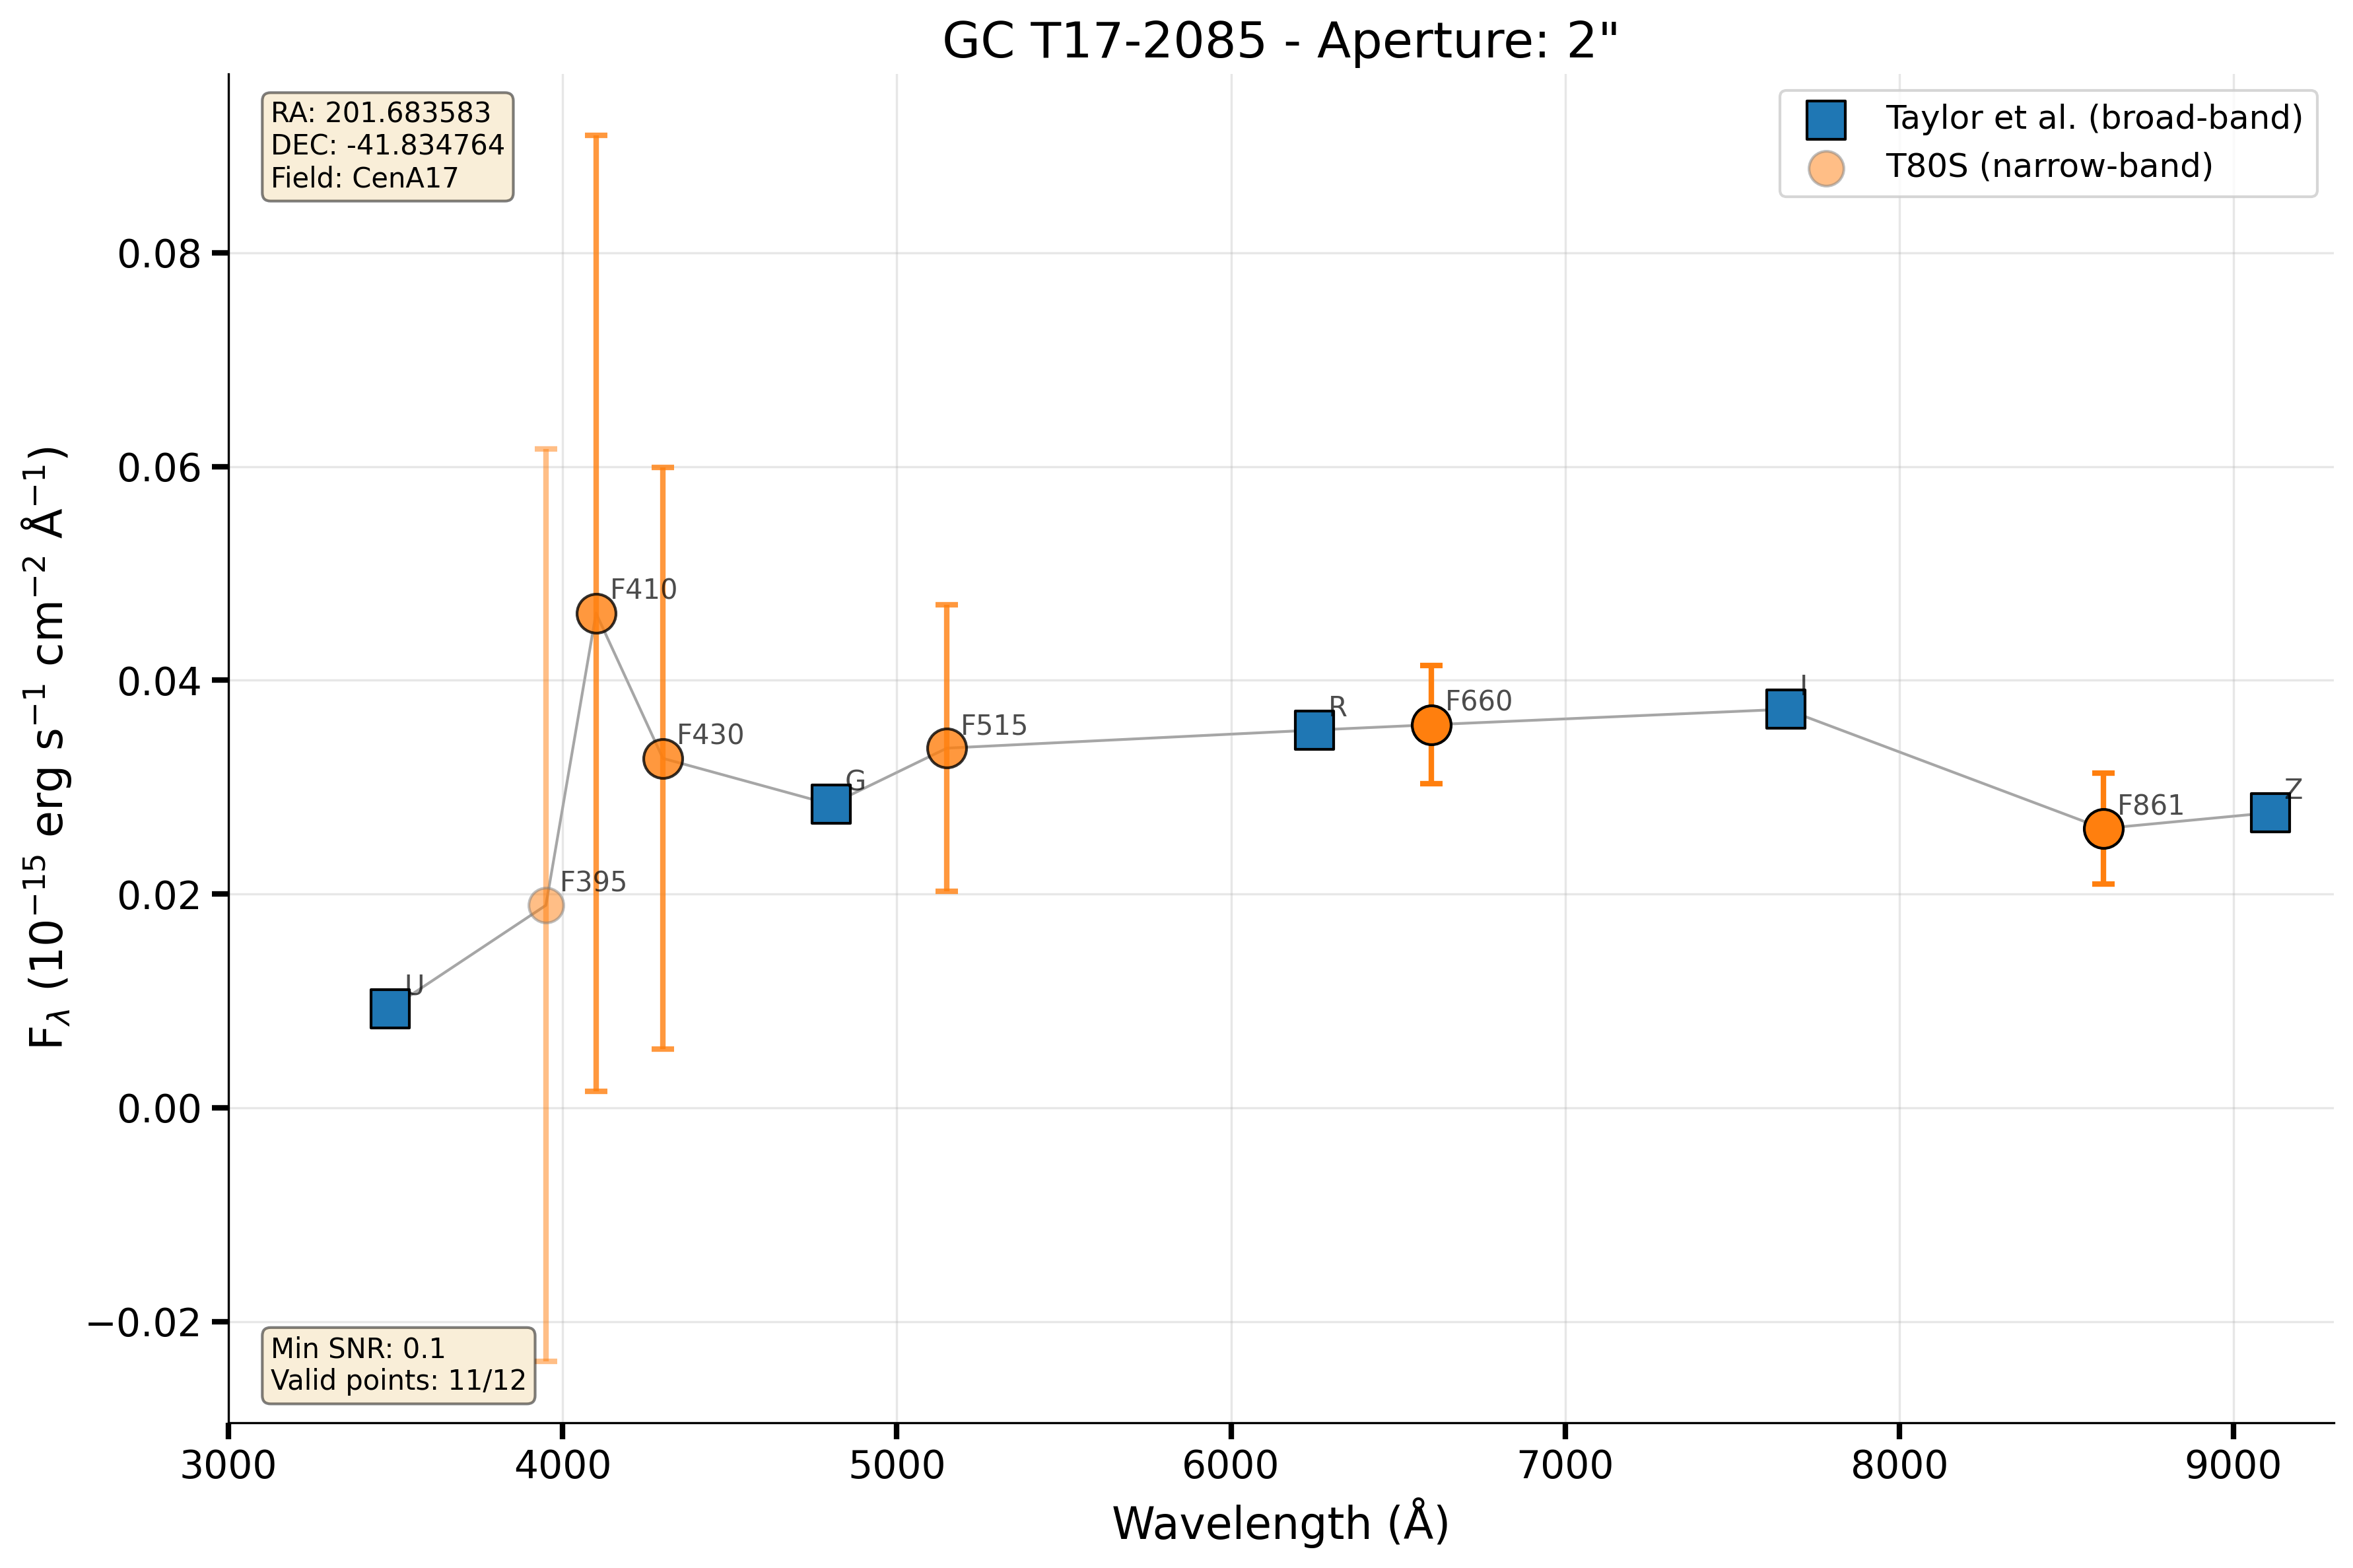 GC T17-2085 - Aperture: 2"
RA: 201.683583
DEC: -41.834764
Field: CenA17
Taylor et al. (broad-band)
T80S (narrow-band)
0.08
0.06
0.04
0.02
0.00
−0.02
F410
F430
F515
R
F660
I
G
F395
F861
Z
U
Min SNR: 0.1
Valid points: 11/12
3000 4000 5000 6000 7000 8000 9000
Wavelength (Å)
Fλ (10⁻¹⁵ erg s⁻¹ cm⁻² Å⁻¹)